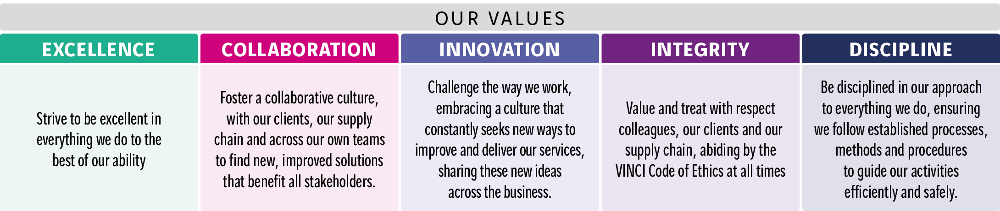 OUR VALUES
EXCELLENCE
Strive to be excellent in
everything we do to the
best of our ability
COLLABORATION
Foster a collaborative culture,
with our clients, our supply
chain and across our own teams
to find new, improved solutions
that benefit all stakeholders.
INNOVATION
Challenge the way we work,
embracing a culture that
constantly seeks new ways to
improve and deliver our services,
sharing these new ideas
across the business.
INTEGRITY
Value and treat with respect
colleagues, our clients and our
supply chain, abiding by the
VINCI Code of Ethics at all times
DISCIPLINE
Be disciplined in our approach
to everything we do, ensuring
we follow established processes,
methods and procedures
to guide our activities
efficiently and safely.